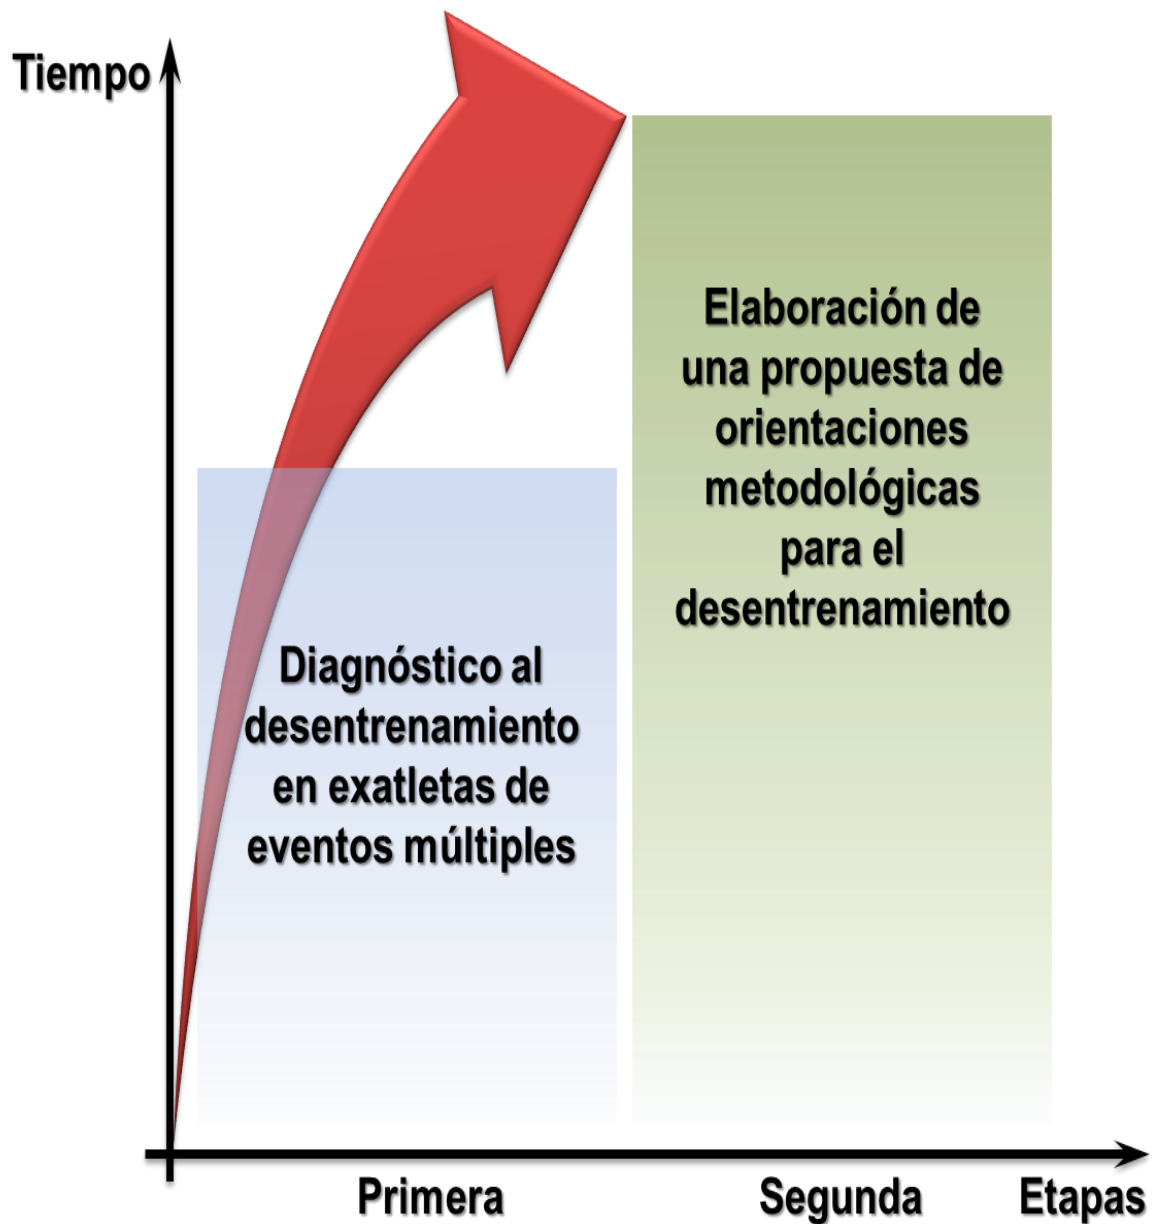 Tiempo
Elaboración de
una propuesta de
orientaciones
metodológicas
para el
desentrenamiento
Diagnóstico al
desentrenamiento
en exatletas de
eventos múltiples
Primera
Segunda
Etapas